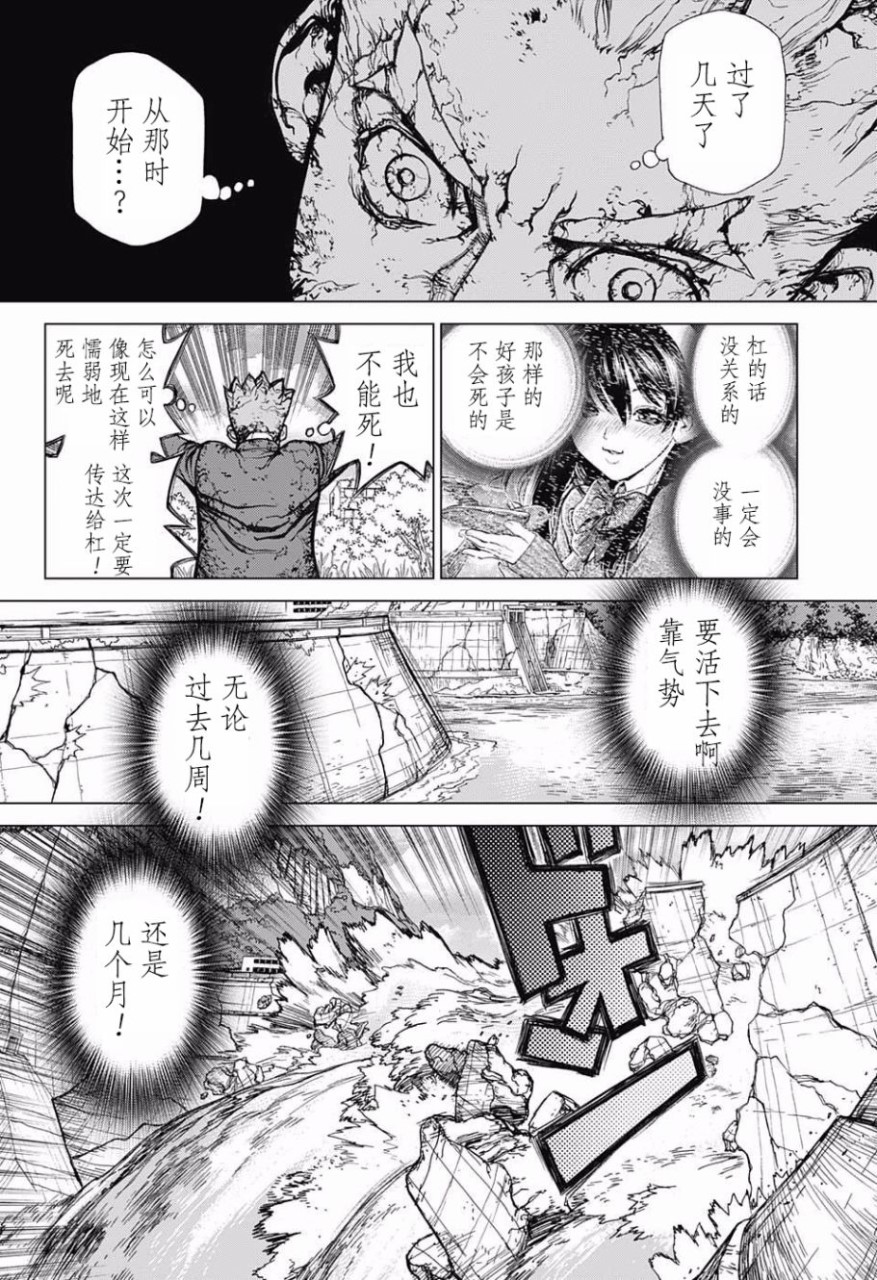 过了
几天了
从那时
开始…？
杠的话
没关系的
一定会
没事的
那样的
好孩子是
不会死的
我也
不能死！
怎么可以
像现在这样
懦弱地
死去呢
这次一定要
传达给杠！
要活下去啊
靠气势
无论
过去几周！
还是
几个月！
ドオー